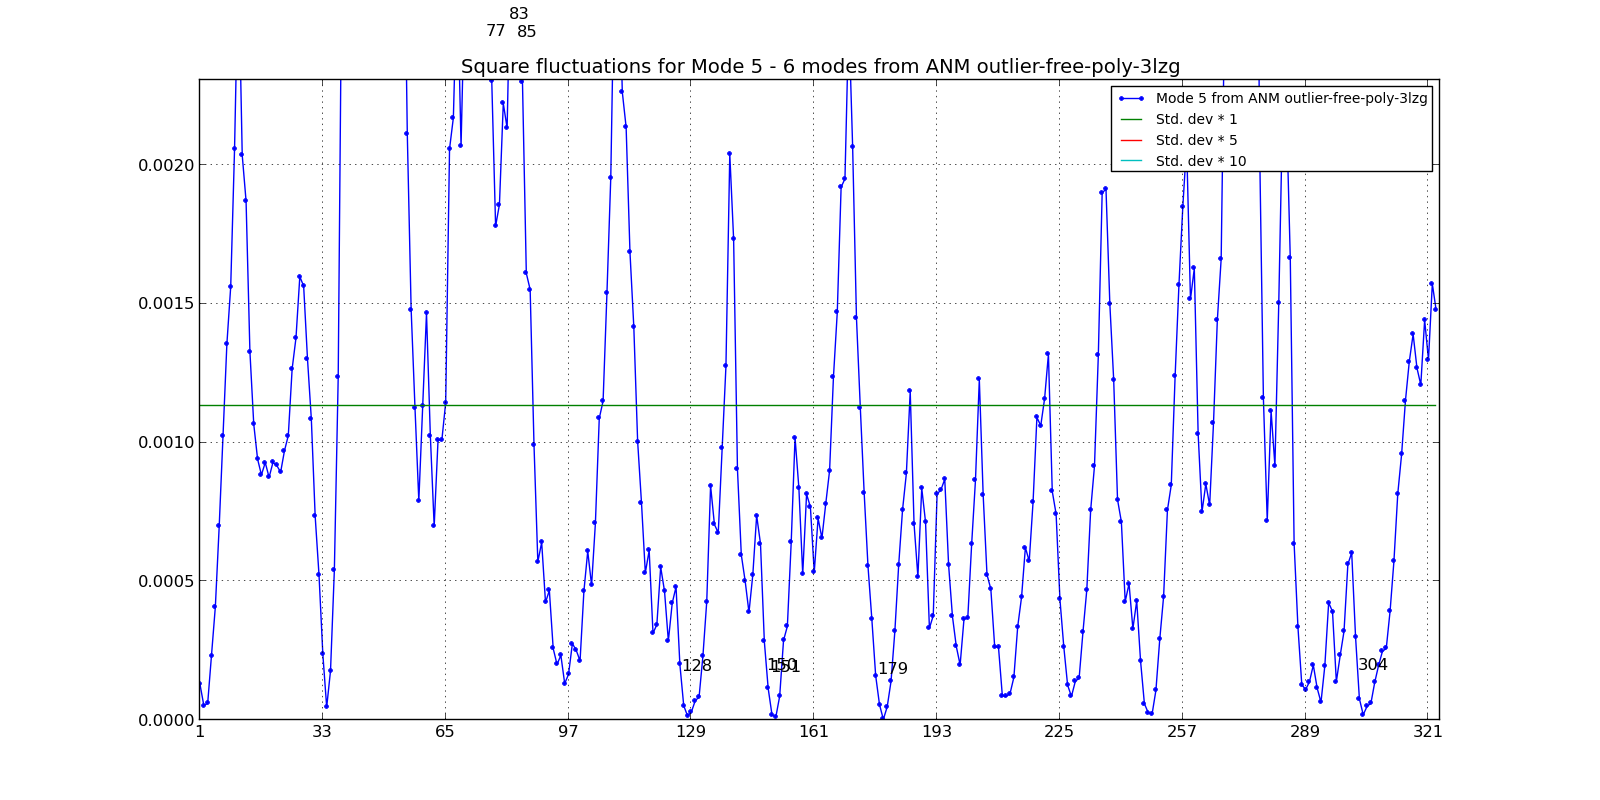 83
77 85
Square fluctuations for Mode 5 - 6 modes from ANM outlier-free-poly-3lzg
Mode 5 from ANM outlier-free-poly-3lzg
Std. dev * 1
Std. dev * 5
Std. dev * 10
0.0020
0.0015
0.0010
0.0005
0.0000
128
150
151
179
304
1 33 65 97 129 161 193 225 257 289 321